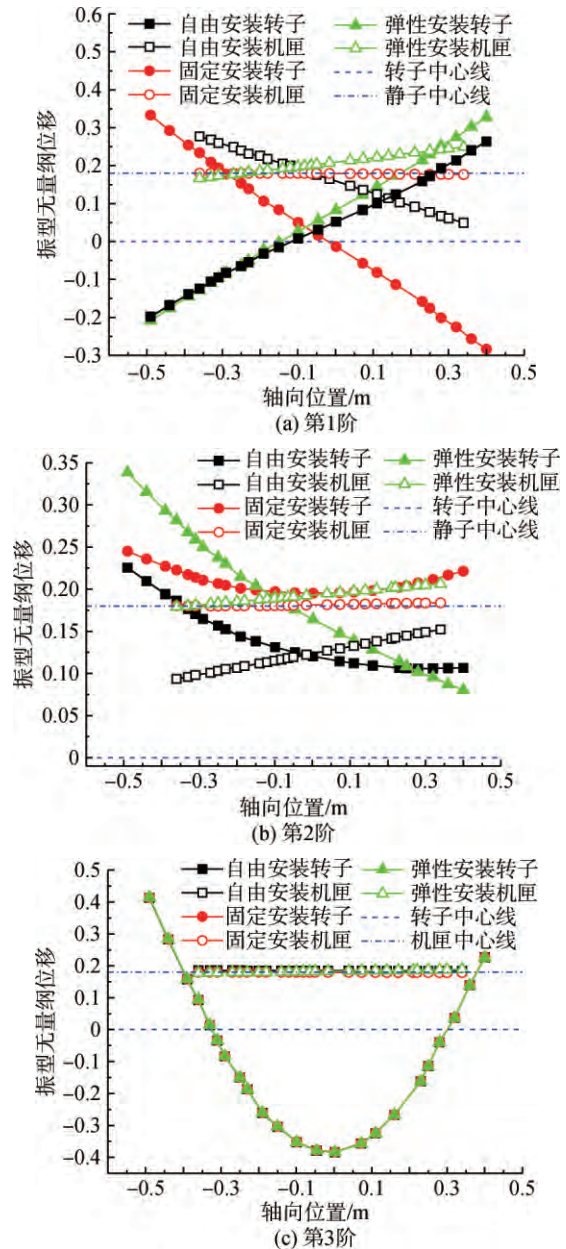 0.6
0.5
0.4
0.3
0.2
0.1
0
-0.1
-0.2
-0.3
自由安装转子 弹性安装转子
自由安装机匣 弹性安装机匣
固定安装转子 转子中心线
固定安装机匣 静子中心线
振型无量纲位移
-0.5 -0.3 -0.1 0.1 0.3 0.5
轴向位置/m
(a) 第1阶
0.35
0.30
0.25
0.20
0.15
0.10
0.05
0
自由安装转子 弹性安装转子
自由安装机匣 弹性安装机匣
固定安装转子 转子中心线
固定安装机匣 静子中心线
振型无量纲位移
-0.5 -0.3 -0.1 0.1 0.3 0.5
轴向位置/m
(b) 第2阶
0.5
0.4
0.3
0.2
0.1
0
-0.1
-0.2
-0.3
-0.4
自由安装转子 弹性安装转子
自由安装机匣 弹性安装机匣
固定安装转子 转子中心线
固定安装机匣 机匣中心线
振型无量纲位移
-0.5 -0.3 -0.1 0.1 0.3 0.5
轴向位置/m
(c) 第3阶